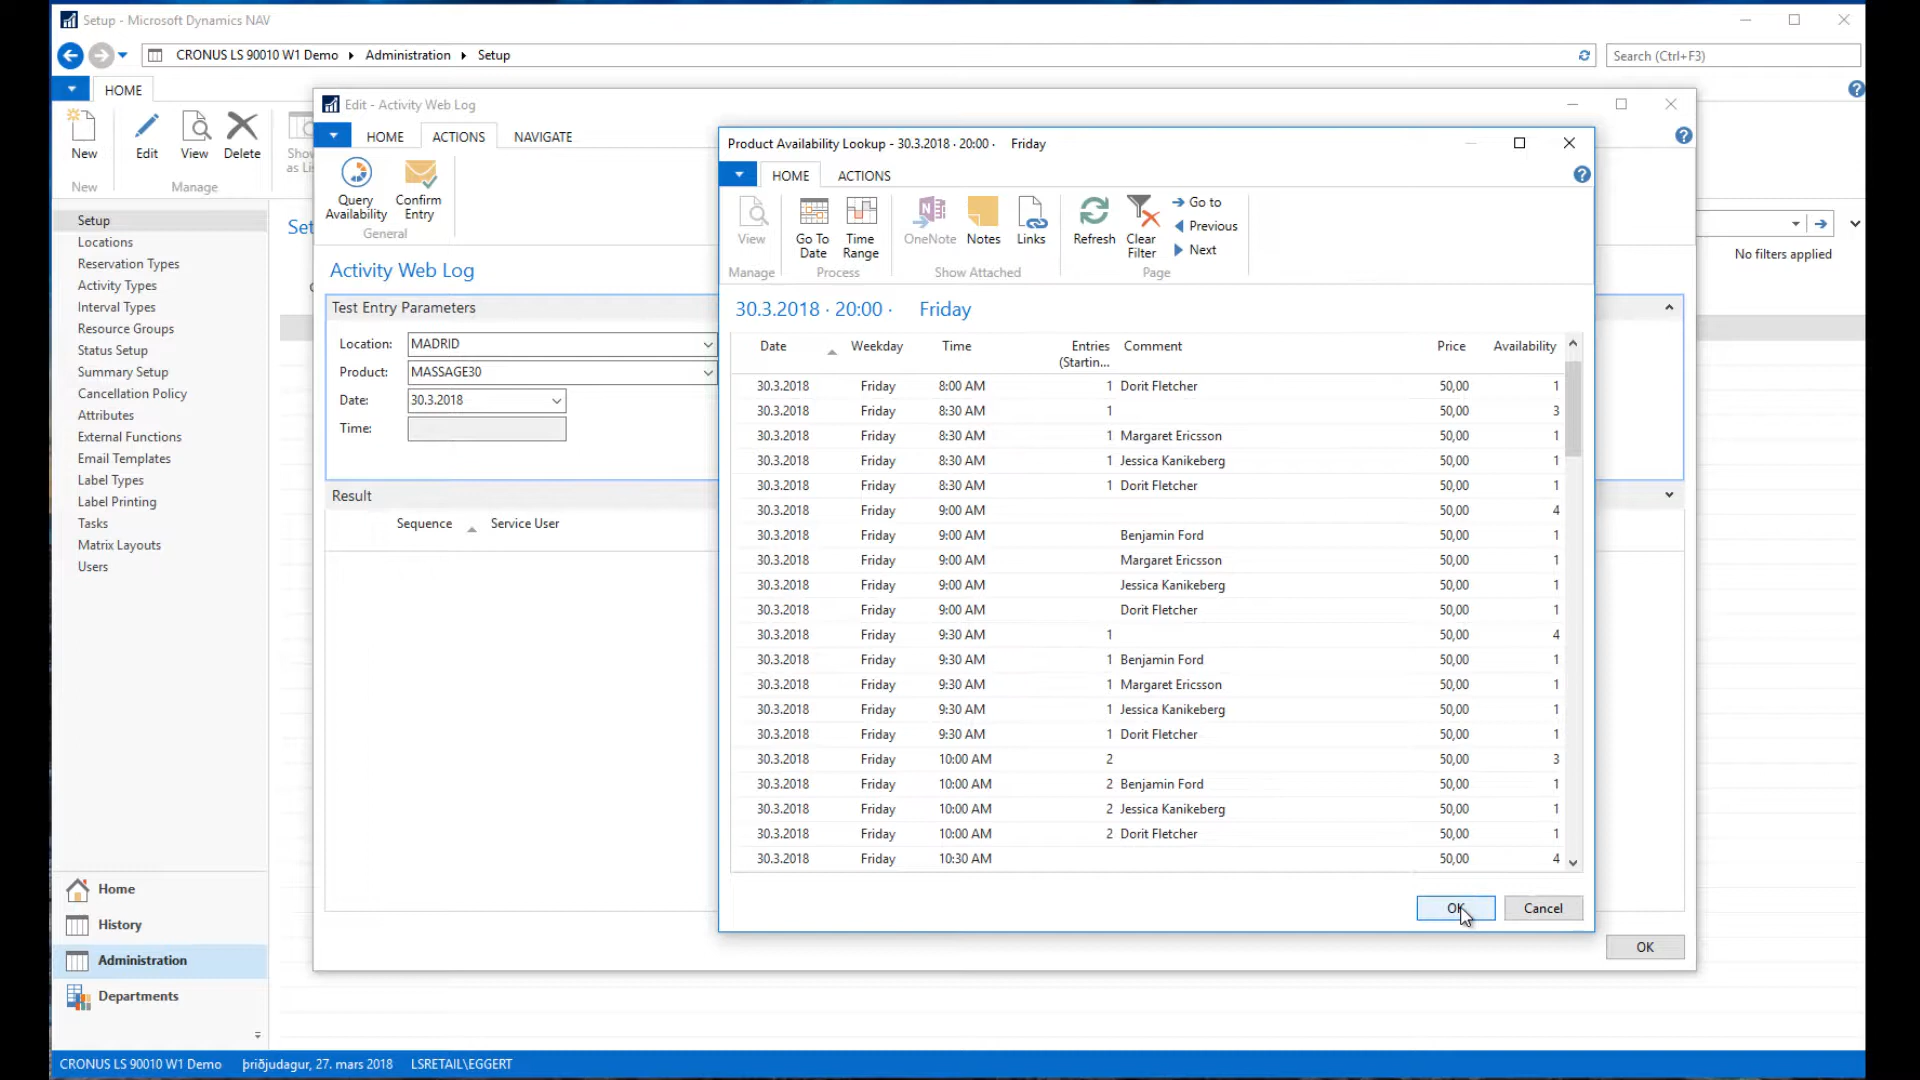 Setup - Microsoft Dynamics NAV
CRONUS LS 90010 W1 Demo Administration Setup
Search (Ctrl+F3)
HOME
New
Edit
View
Delete
Show as List
New
Manage
Setup
Locations
Reservation Types
Activity Types
Interval Types
Resource Groups
Status Setup
Summary Setup
Cancellation Policy
Attributes
External Functions
Email Templates
Label Types
Label Printing
Tasks
Matrix Layouts
Users
Home
History
Administration
Departments
No filters applied
Edit - Activity Web Log
HOME ACTIONS NAVIGATE
Query Availability
Confirm Entry
General
Activity Web Log
Test Entry Parameters
Location: MADRID
Product: MASSAGE30
Date: 30.3.2018
Time:
Result
Sequence Service User
OK
Product Availability Lookup - 30.3.2018 · 20:00 · Friday
HOME ACTIONS
View
Go To Date
Time Range
OneNote
Notes
Links
Refresh
Clear Filter
Go to
Previous
Next
Manage
Process
Show Attached
Page
30.3.2018 · 20:00 · Friday
Date Weekday Time Entries (Startin... Comment Price Availability
30.3.2018 Friday 8:00 AM 1 Dorit Fletcher 50,00 1
30.3.2018 Friday 8:30 AM 1 50,00 3
30.3.2018 Friday 8:30 AM 1 Margaret Ericsson 50,00 1
30.3.2018 Friday 8:30 AM 1 Jessica Kanikeberg 50,00 1
30.3.2018 Friday 8:30 AM 1 Dorit Fletcher 50,00 1
30.3.2018 Friday 9:00 AM 50,00 4
30.3.2018 Friday 9:00 AM Benjamin Ford 50,00 1
30.3.2018 Friday 9:00 AM Margaret Ericsson 50,00 1
30.3.2018 Friday 9:00 AM Jessica Kanikeberg 50,00 1
30.3.2018 Friday 9:00 AM Dorit Fletcher 50,00 1
30.3.2018 Friday 9:30 AM 1 50,00 4
30.3.2018 Friday 9:30 AM 1 Benjamin Ford 50,00 1
30.3.2018 Friday 9:30 AM 1 Margaret Ericsson 50,00 1
30.3.2018 Friday 9:30 AM 1 Jessica Kanikeberg 50,00 1
30.3.2018 Friday 9:30 AM 1 Dorit Fletcher 50,00 1
30.3.2018 Friday 10:00 AM 2 50,00 3
30.3.2018 Friday 10:00 AM 2 Benjamin Ford 50,00 1
30.3.2018 Friday 10:00 AM 2 Jessica Kanikeberg 50,00 1
30.3.2018 Friday 10:00 AM 2 Dorit Fletcher 50,00 1
30.3.2018 Friday 10:30 AM 50,00 4
OK Cancel
CRONUS LS 90010 W1 Demo þriðjudagur, 27. mars 2018 LSRETAIL\EGGERT